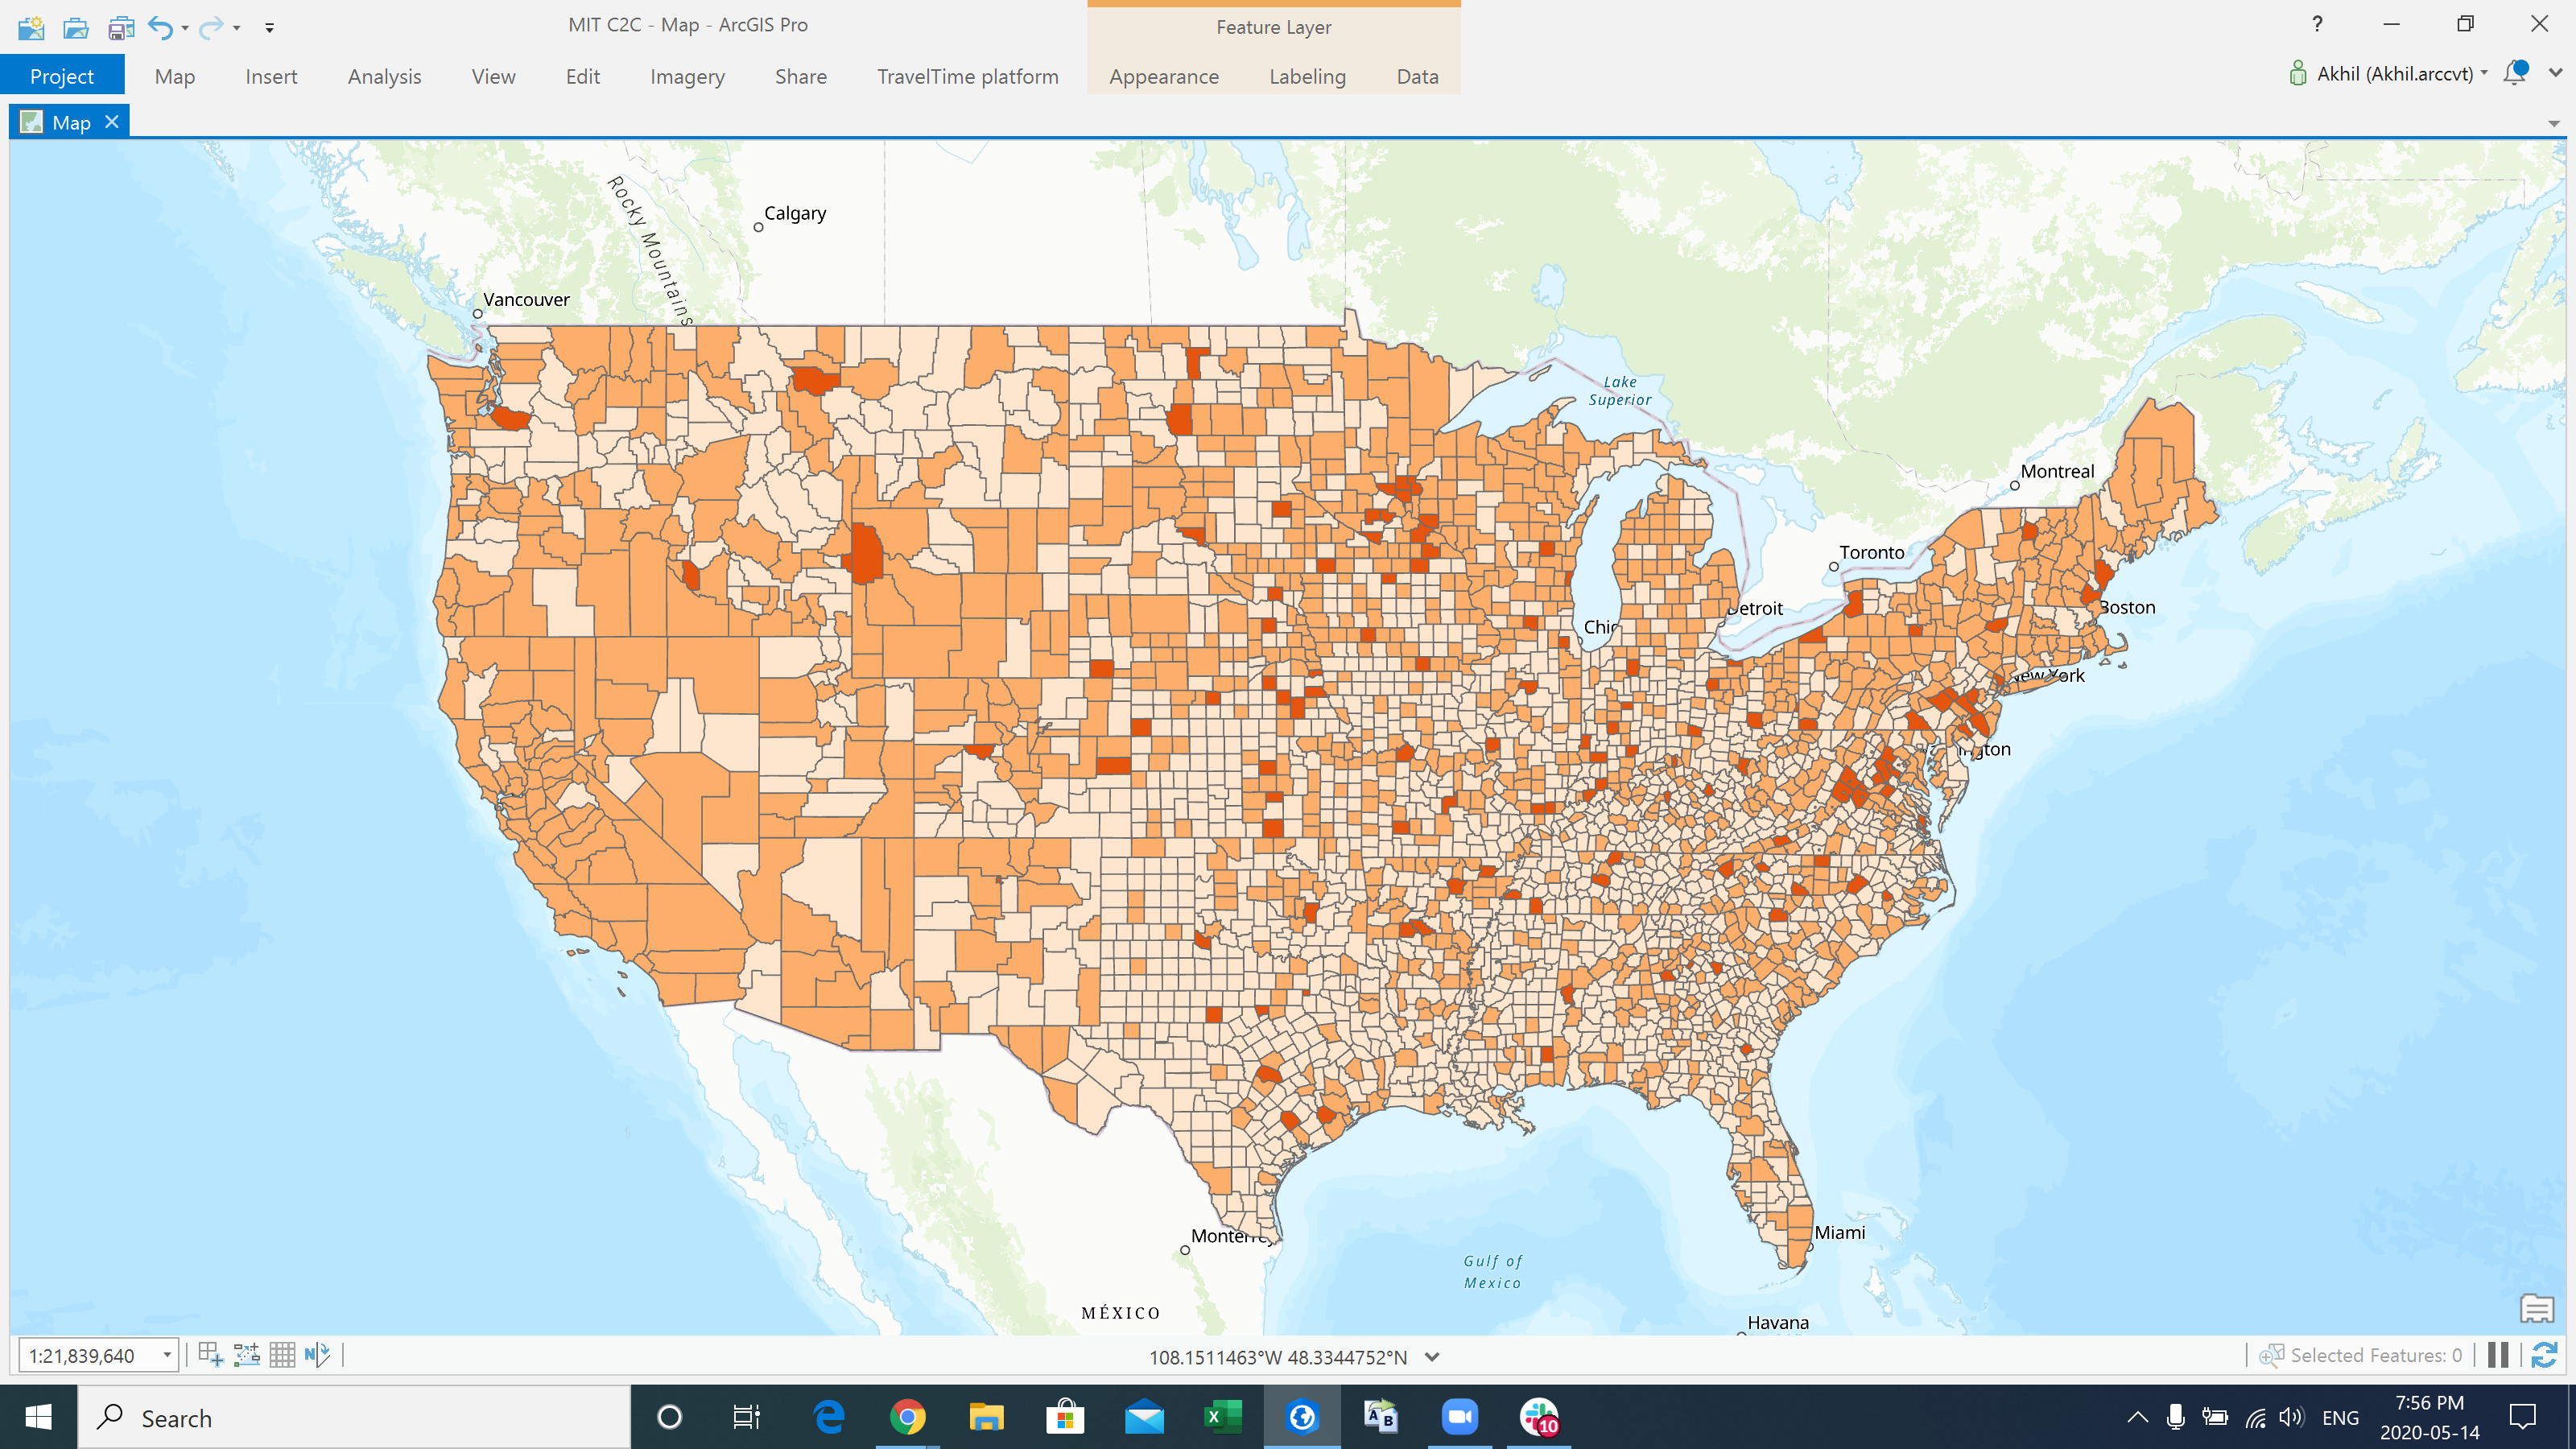 MIT C2C - Map - ArcGIS Pro
Feature Layer
?
Project
Map
Insert
Analysis
View
Edit
Imagery
Share
TravelTime platform
Appearance
Labeling
Data
Akhil (Akhil.arccvt)
Map
Rocky Mountains
Calgary
Vancouver
Lake
Superior
Montreal
Toronto
Detroit
Boston
Chic
New York
ington
Miami
Monterrey
Gulf of
Mexico
MÉXICO
Havana
1:21,839,640
N
108.1511463°W 48.3344752°N
Selected Features: 0
Search
X
A
B
10
ENG
7:56 PM
2020-05-14